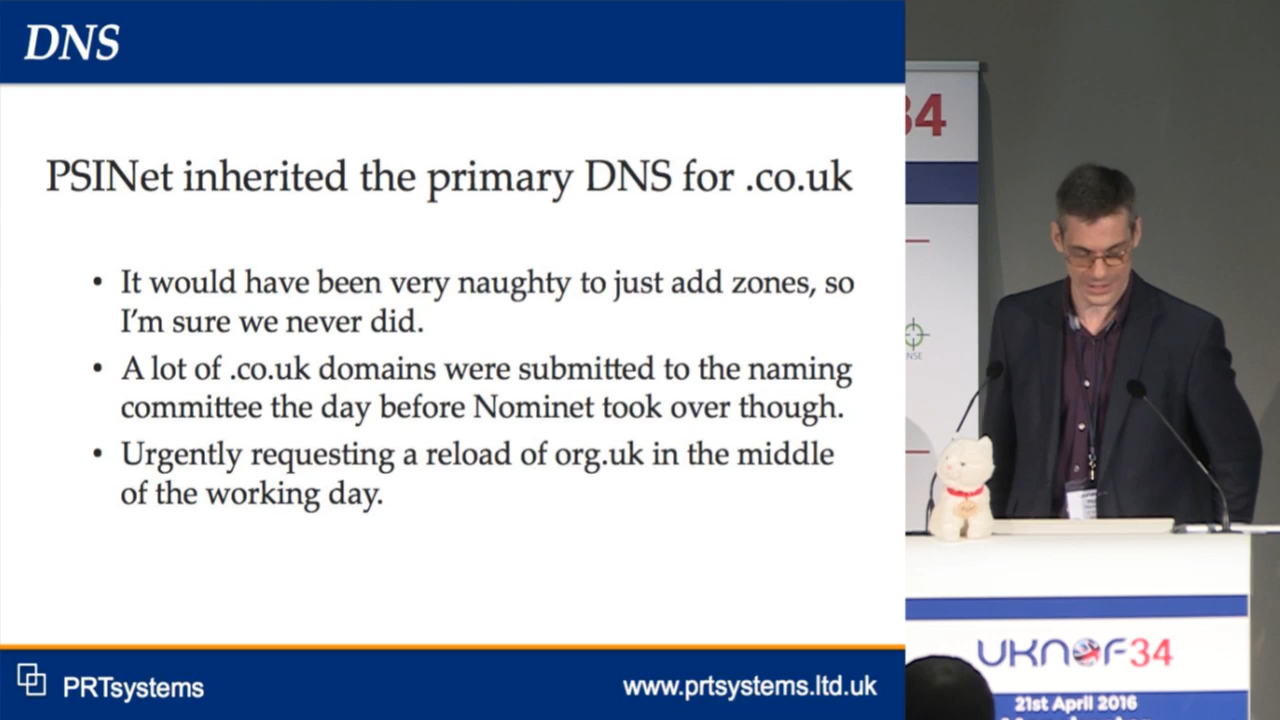 DNS
PSINet inherited the primary DNS for .co.uk
• It would have been very naughty to just add zones, so
I'm sure we never did.
• A lot of .co.uk domains were submitted to the naming
committee the day before Nominet took over though.
• Urgently requesting a reload of org.uk in the middle
of the working day.
PRTsystems
www.prtsystems.ltd.uk
34
NSE
UKNOF34
21st April 2016